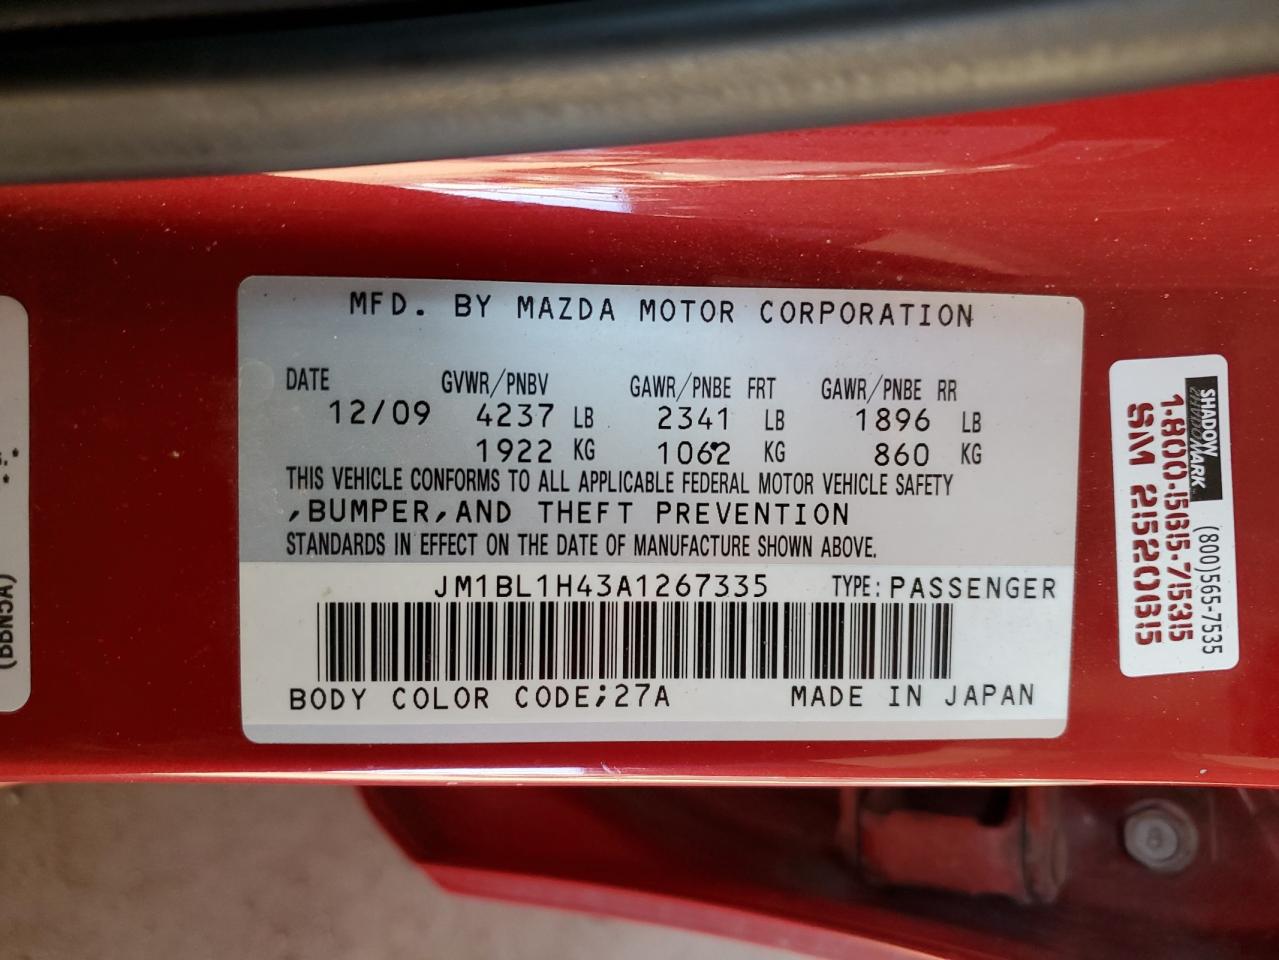 MFD. BY MAZDA MOTOR CORPORATION
DATE GVWR/PNBV GAWR/PNBE FRT GAWR/PNBE RR
12/09 4237 LB 2341 LB 1896 LB
1922 KG 1062 KG 860 KG
THIS VEHICLE CONFORMS TO ALL APPLICABLE FEDERAL MOTOR VEHICLE SAFETY
,BUMPER,AND THEFT PREVENTION
STANDARDS IN EFFECT ON THE DATE OF MANUFACTURE SHOWN ABOVE.
JM1BL1H43A1267335 TYPE: PASSENGER
BODY COLOR CODE;27A MADE IN JAPAN
SHADOW MARK
(800)565-7535
1-800-565-7535